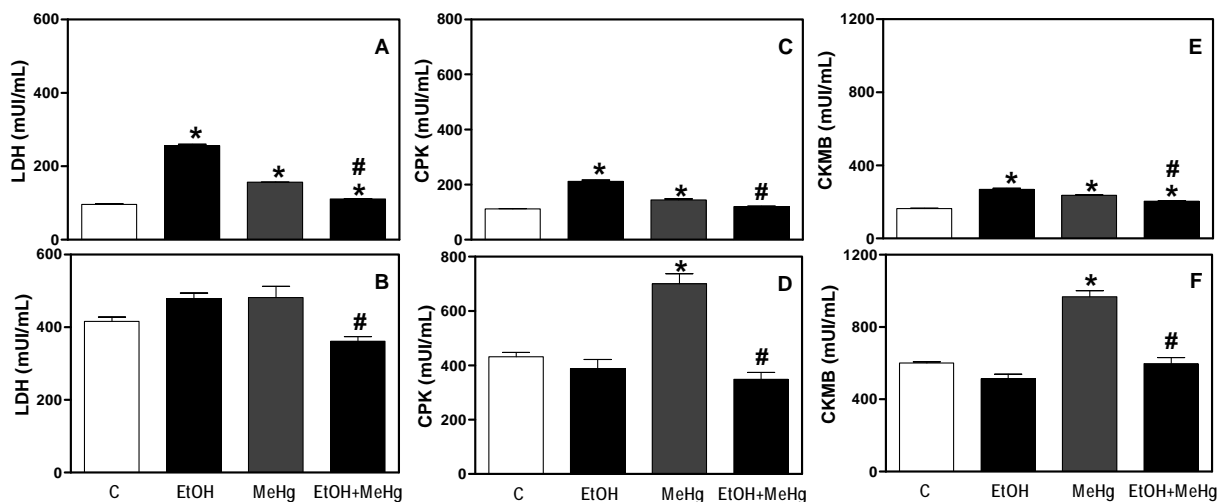 600
400
200
0
LDH (mUI/mL)
A
*
*
#
*
800
600
400
200
0
CPK (mUI/mL)
C
*
*
#
1200
800
400
0
CKMB (mUI/mL)
E
*
*
#
*
600
400
200
0
LDH (mUI/mL)
B
#
C
EtOH
MeHg
EtOH+MeHg
800
600
400
200
0
CPK (mUI/mL)
D
*
#
C
EtOH
MeHg
EtOH+MeHg
1200
800
400
0
CKMB (mUI/mL)
F
*
#
C
EtOH
MeHg
EtOH+MeHg